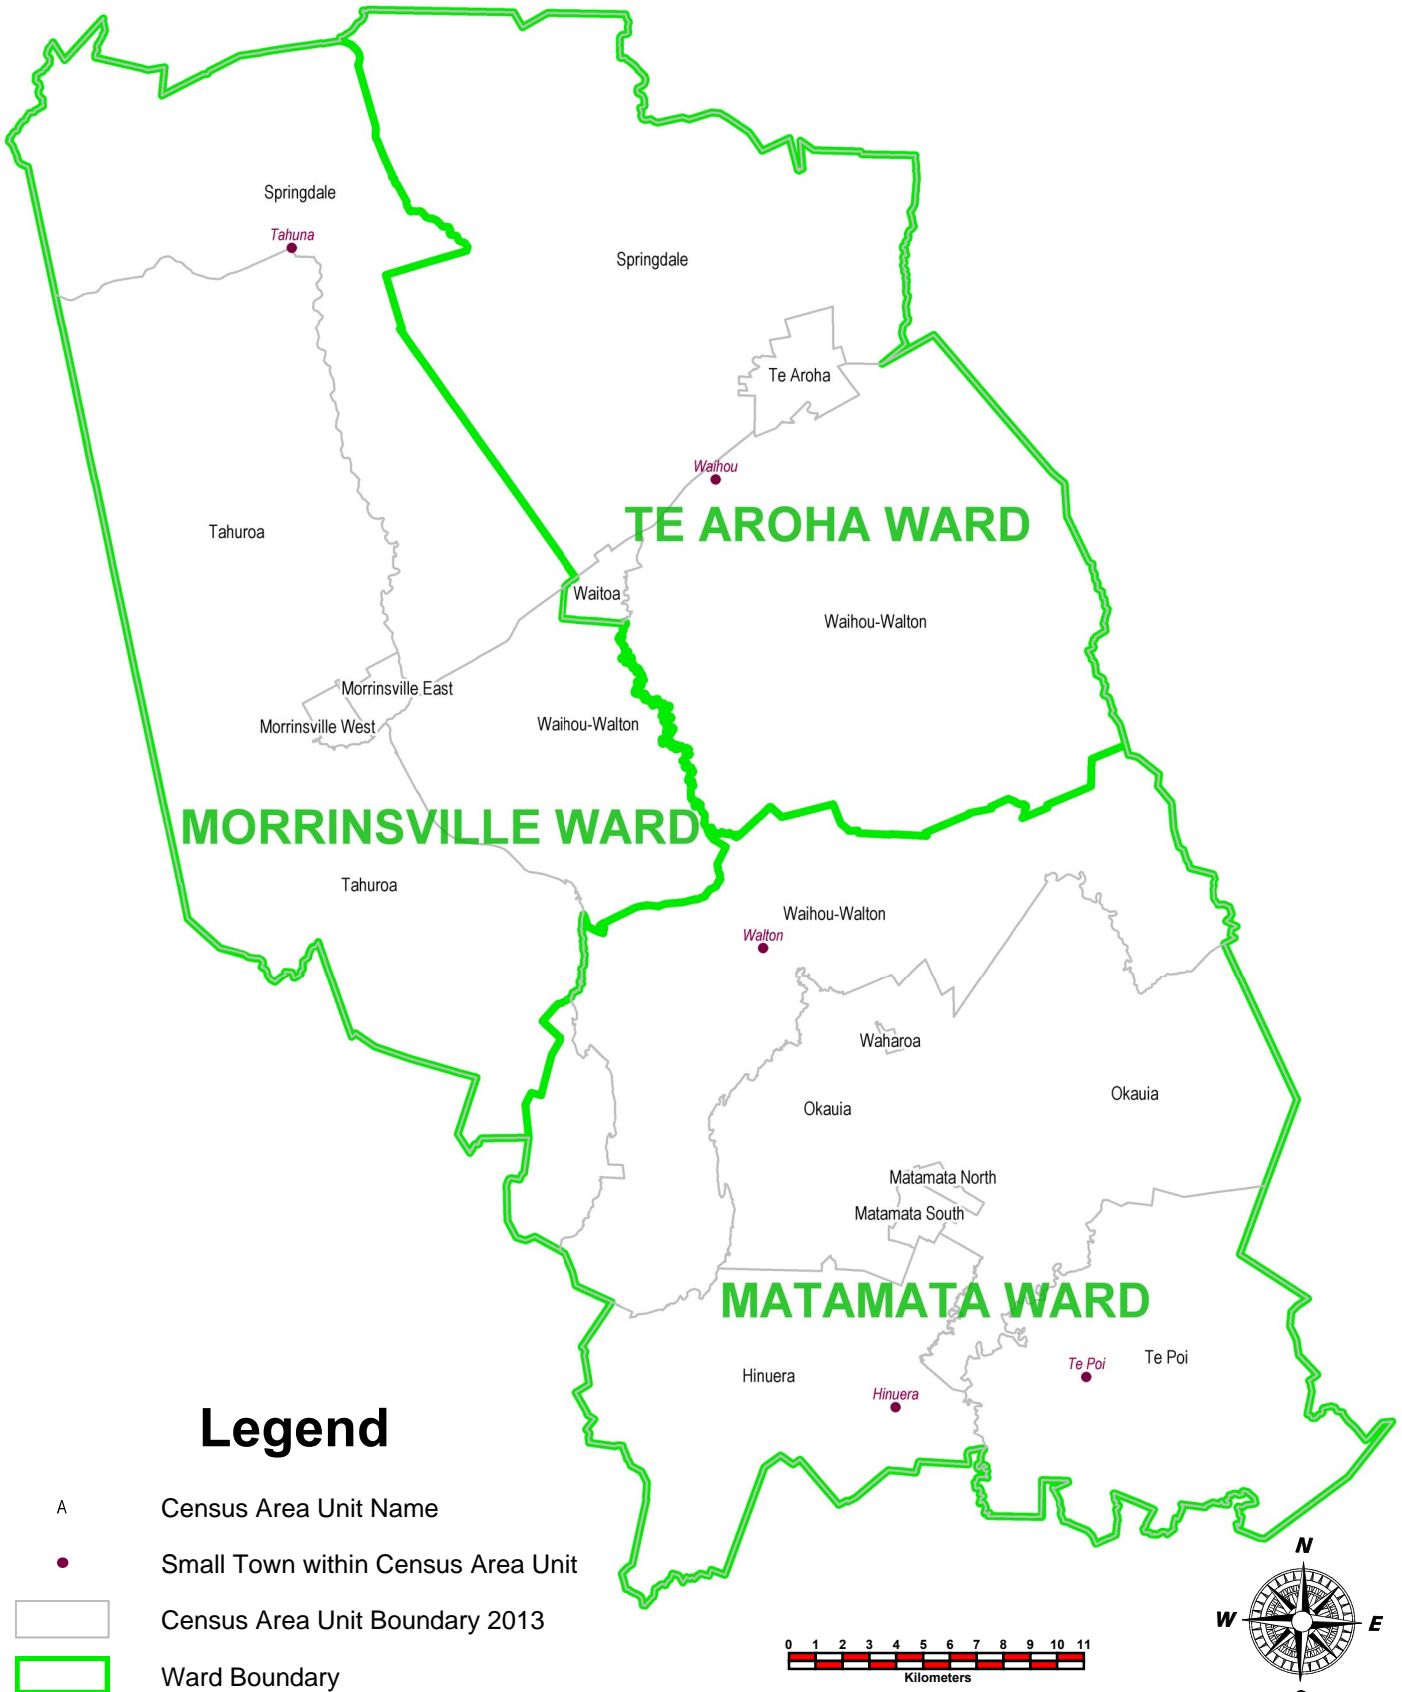 Springdale
Tahuna
Springdale
Te Aroha
Waihou
TE AROHA WARD
Tahuroa
Waitoa
Waihou-Walton
Morrinsville East
Morrinsville West
Waihou-Walton
MORRINSVILLE WARD
Tahuroa
Waihou-Walton
Walton
Waharoa
Okauia
Okauia
Matamata North
Matamata South
MATAMATA WARD
Te Poi
Te Poi
Hinuera
Hinuera
Legend
A Census Area Unit Name
Small Town within Census Area Unit
Census Area Unit Boundary 2013
Ward Boundary
0 1 2 3 4 5 6 7 8 9 10 11
Kilometers
N
W E